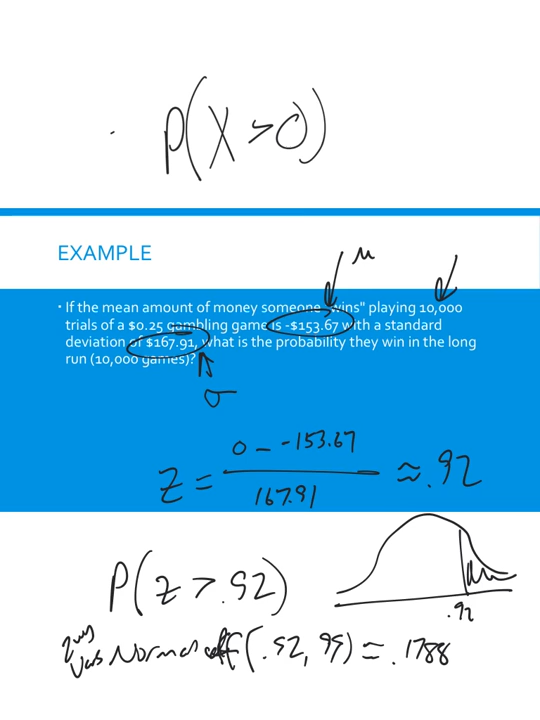 P(X>0)
EXAMPLE
μ
• If the mean amount of money someone "wins" playing 10,000
trials of a $0.25 gambling game is -$153.67 with a standard
deviation of $167.91, what is the probability they win in the long
run (10,000 games)?
σ
0 - -153.67
Z = ≈ .92
167.91
P(Z > .92)
.92
2nd
Vars Normalcdf(.92, 99) = .1788